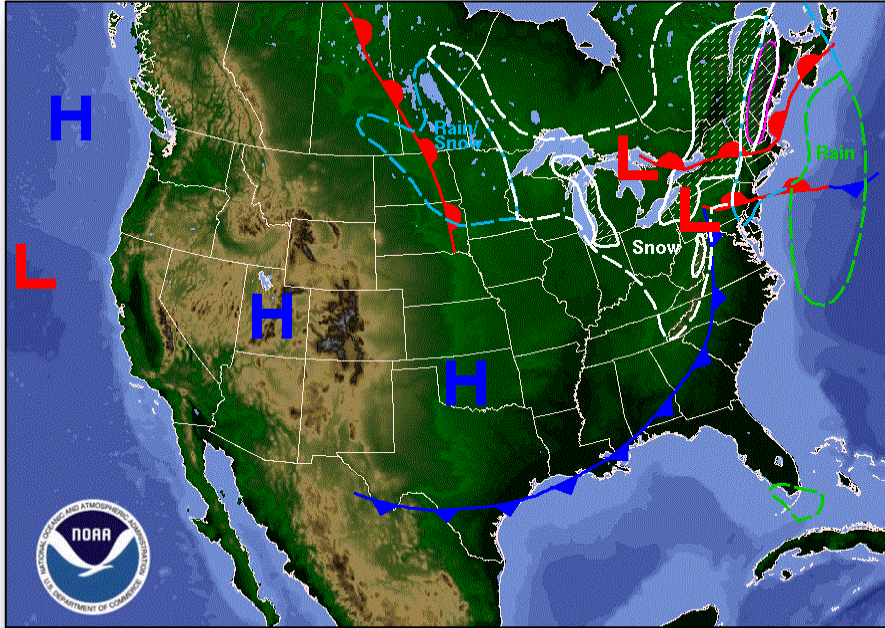 H
Rain/
Snow
L
Rain
L
Snow
L
H
H
NOAA
NATIONAL OCEANIC AND ATMOSPHERIC ADMINISTRATION
U.S. DEPARTMENT OF COMMERCE